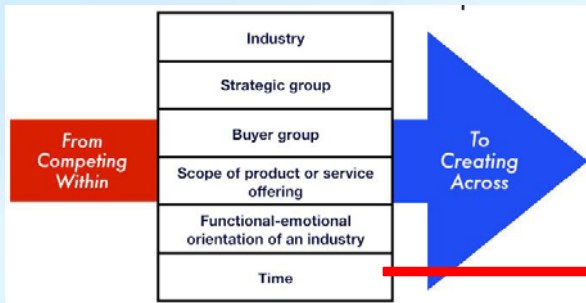 Industry
Strategic group
Buyer group
Scope of product or service
offering
Functional-emotional
orientation of an industry
Time
From
Competing
Within
To
Creating
Across